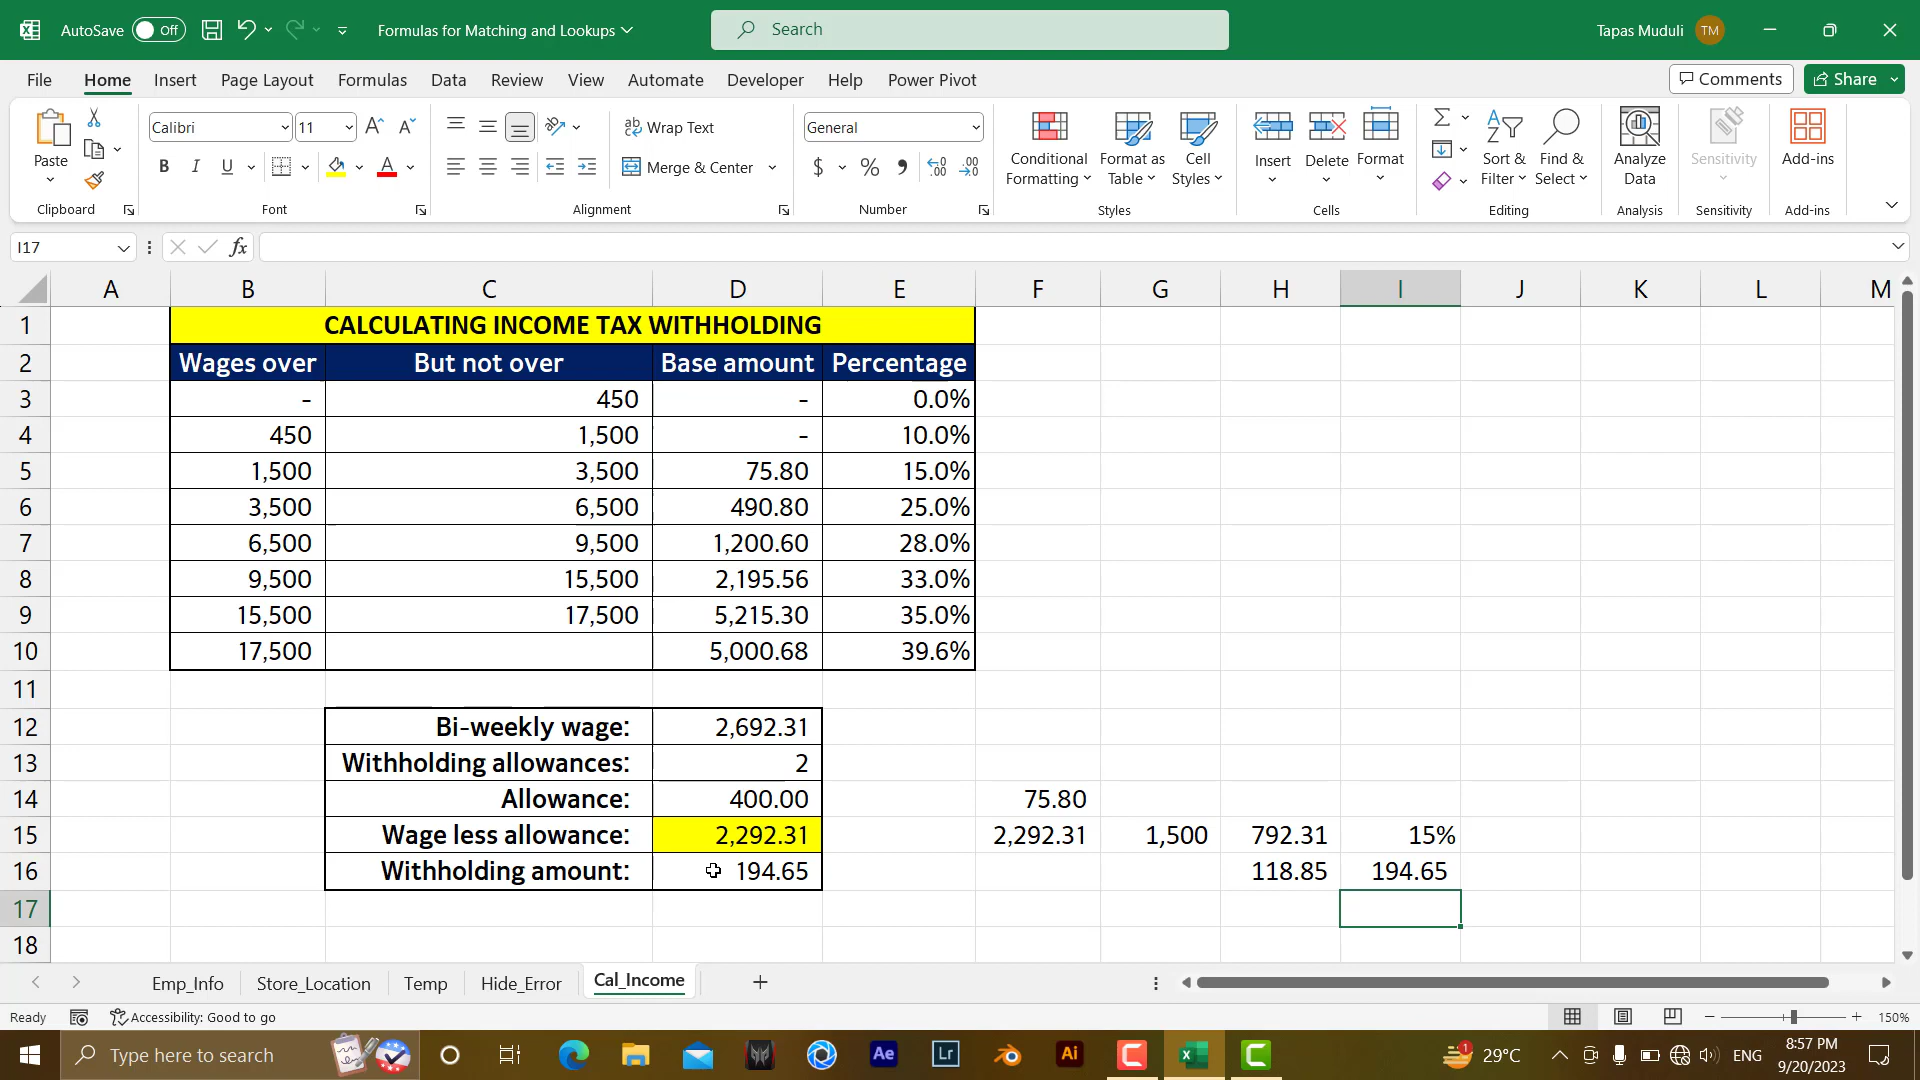 AutoSave Off Formulas for Matching and Lookups Search Tapas Muduli TM
File Home Insert Page Layout Formulas Data Review View Automate Developer Help Power Pivot Comments Share
Paste Calibri 11 Wrap Text General Conditional Formatting Format as Table Cell Styles Insert Delete Format Sort & Filter Find & Select Analyze Data Sensitivity Add-ins
B I U Merge & Center $ % ,
Clipboard Font Alignment Number Styles Cells Editing Analysis Sensitivity Add-ins
I17 fx
A B C D E F G H I J K L M
1 CALCULATING INCOME TAX WITHHOLDING
2 Wages over But not over Base amount Percentage
3 - 450 - 0.0%
4 450 1,500 - 10.0%
5 1,500 3,500 75.80 15.0%
6 3,500 6,500 490.80 25.0%
7 6,500 9,500 1,200.60 28.0%
8 9,500 15,500 2,195.56 33.0%
9 15,500 17,500 5,215.30 35.0%
10 17,500 5,000.68 39.6%
11
12 Bi-weekly wage: 2,692.31
13 Withholding allowances: 2
14 Allowance: 400.00 75.80
15 Wage less allowance: 2,292.31 2,292.31 1,500 792.31 15%
16 Withholding amount: 194.65 118.85 194.65
17
18
Emp_Info Store_Location Temp Hide_Error Cal_Income
Ready Accessibility: Good to go 150%
Type here to search Ae Lr Ai 1 29°C ENG 8:57 PM
9/20/2023